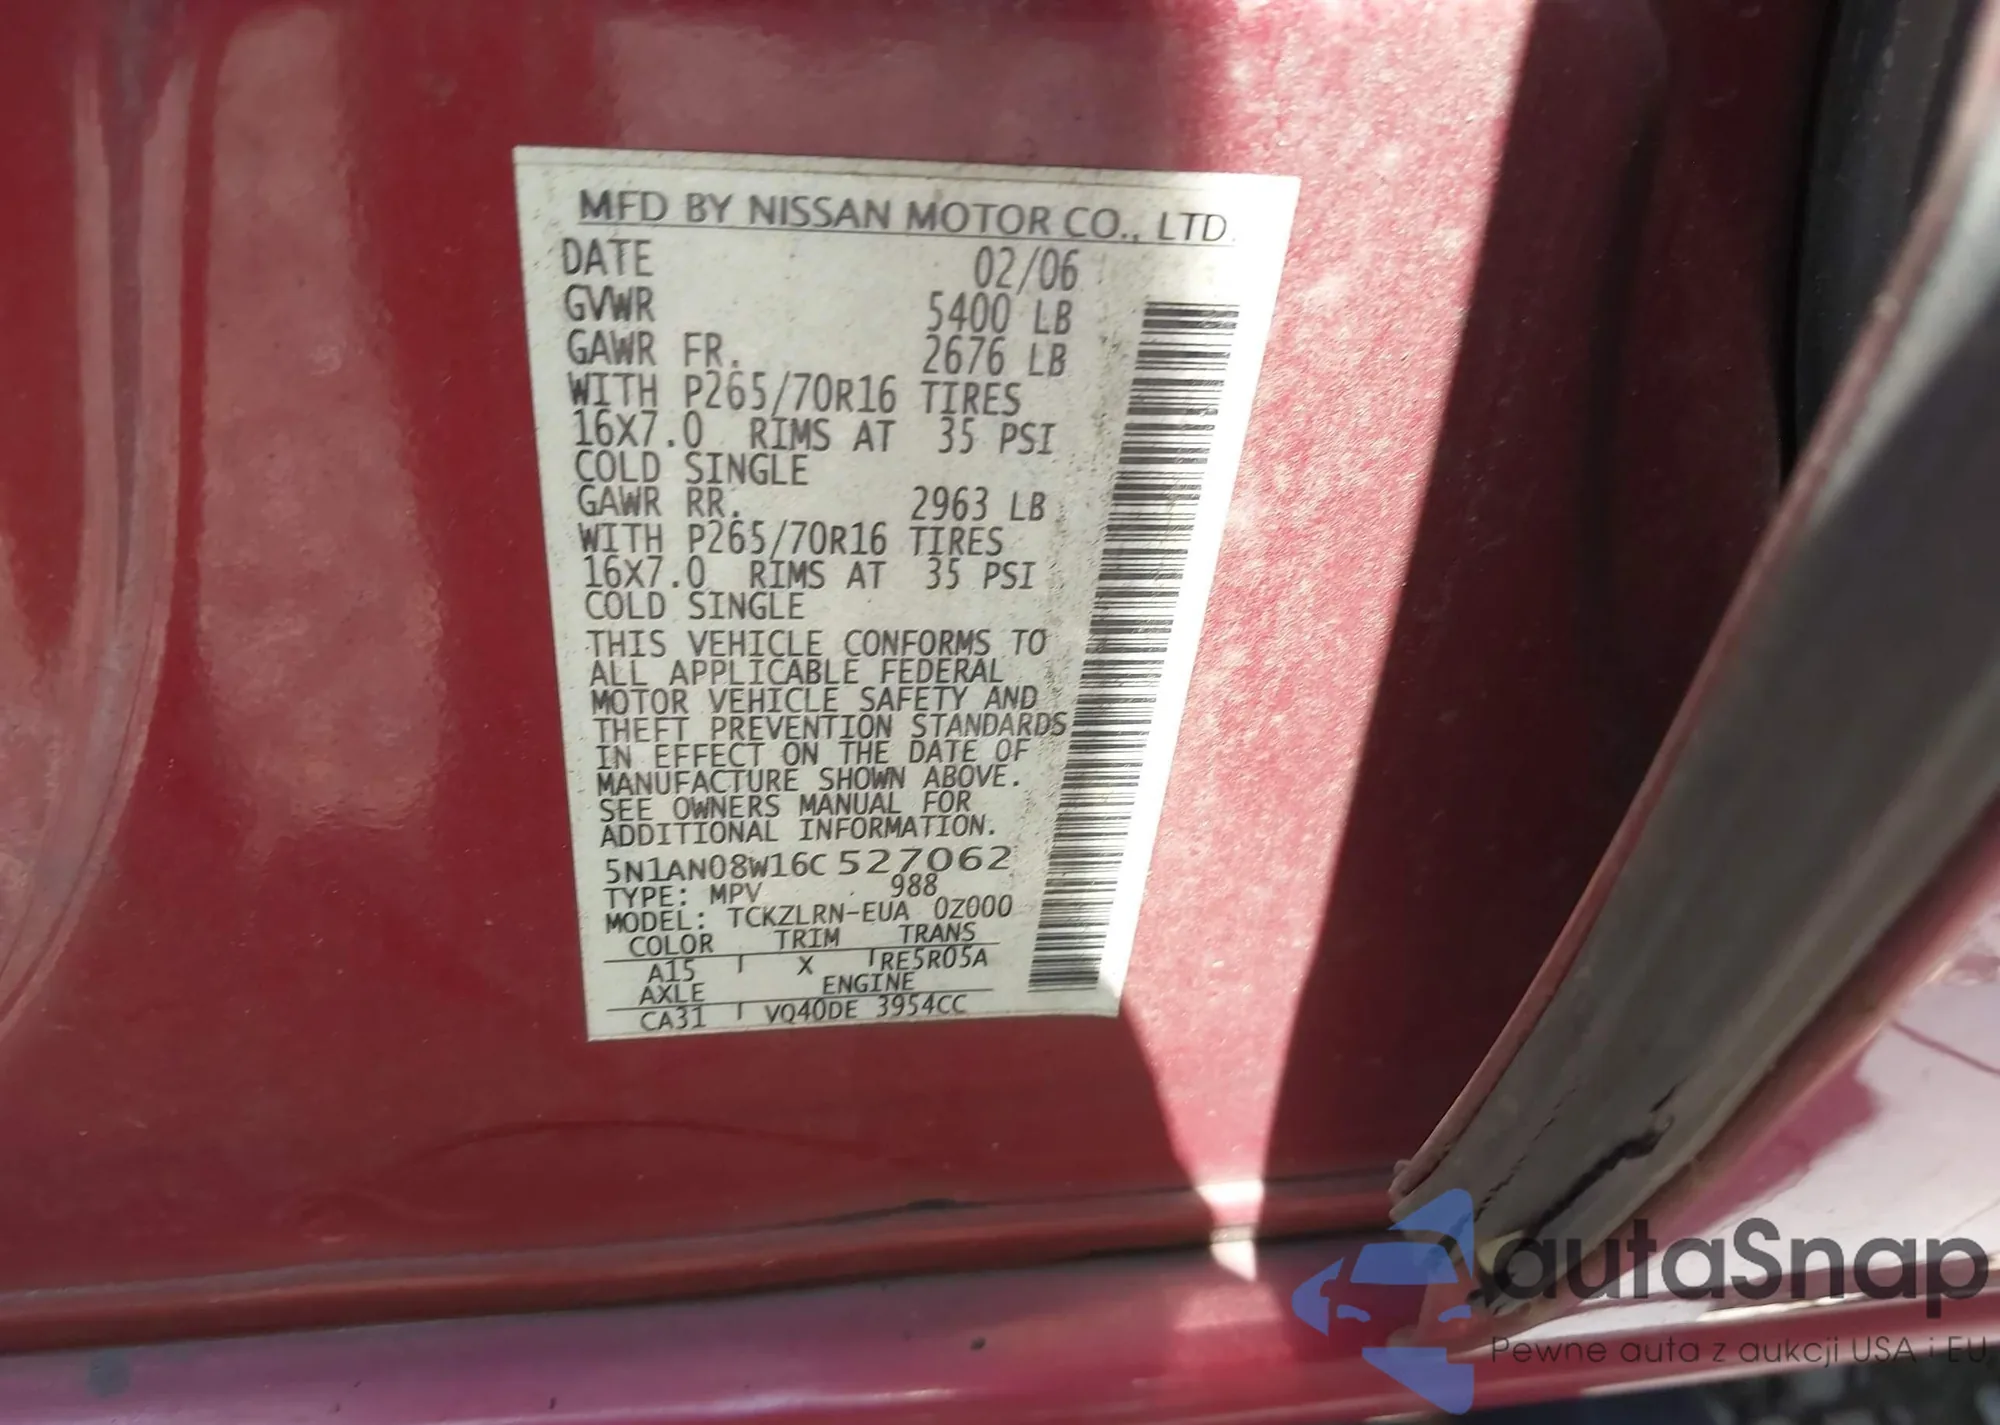 MFD BY NISSAN MOTOR CO., LTD.
DATE 02/06
GVWR 5400 LB
GAWR FR. 2676 LB
WITH P265/70R16 TIRES
16X7.0 RIMS AT 35 PSI
COLD SINGLE
GAWR RR. 2963 LB
WITH P265/70R16 TIRES
16X7.0 RIMS AT 35 PSI
COLD SINGLE
THIS VEHICLE CONFORMS TO
ALL APPLICABLE FEDERAL
MOTOR VEHICLE SAFETY AND
THEFT PREVENTION STANDARDS
IN EFFECT ON THE DATE OF
MANUFACTURE SHOWN ABOVE.
SEE OWNERS MANUAL FOR
ADDITIONAL INFORMATION.
5N1AN08W16C 527062
TYPE: MPV 988
MODEL: TCKZLRN-EUA 0Z000
COLOR TRIM TRANS
A15 X RE5R05A
AXLE ENGINE
CA31 VQ40DE 3954CC
autaSnap
Pewne auta z aukcji USA i EU